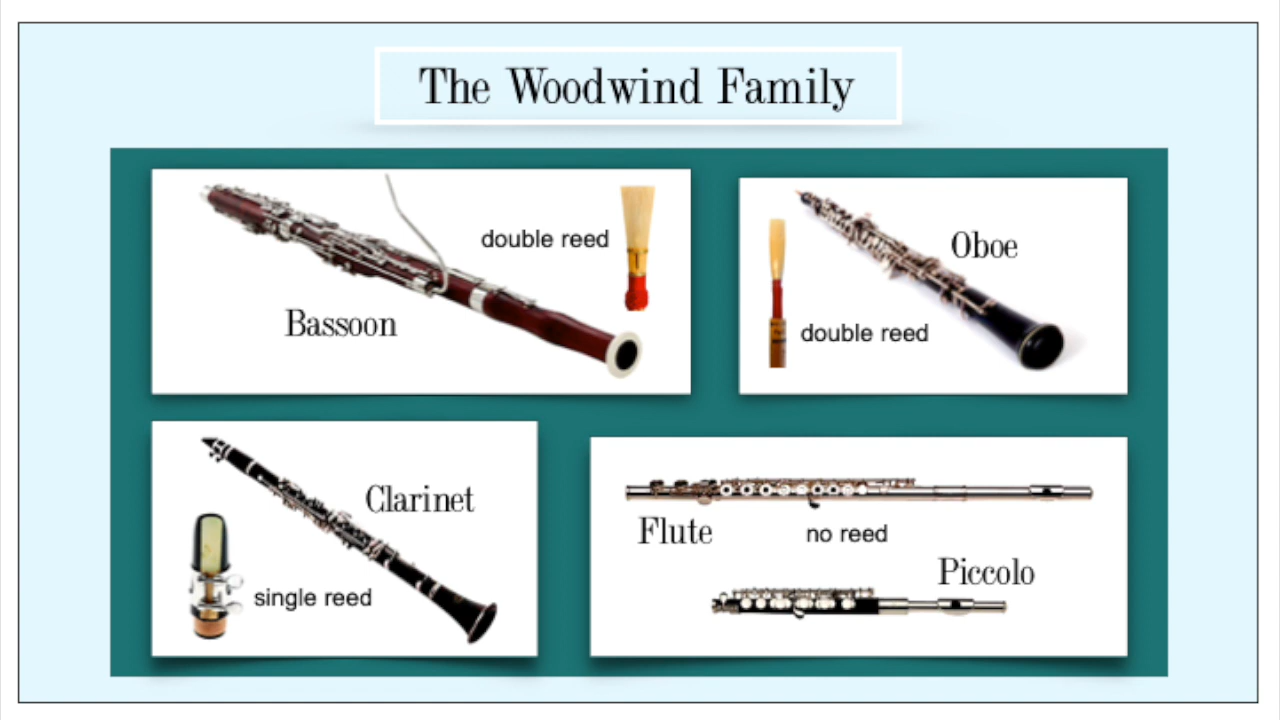 The Woodwind Family
double reed
Bassoon
Oboe
double reed
Clarinet
single reed
Flute
no reed
Piccolo